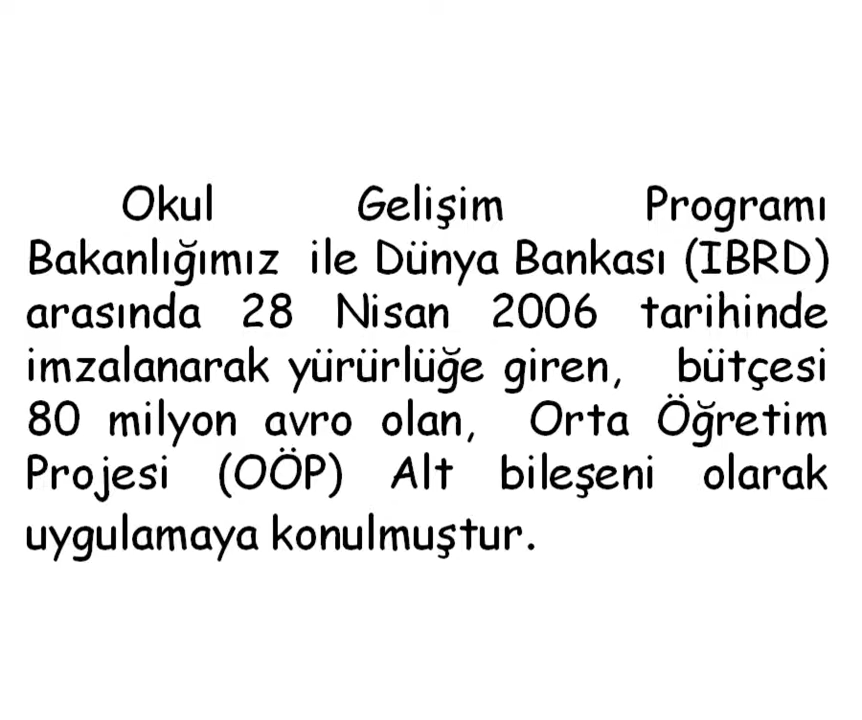 Okul Gelişim Programı
Bakanlığımız ile Dünya Bankası (IBRD)
arasında 28 Nisan 2006 tarihinde
imzalanarak yürürlüğe giren, bütçesi
80 milyon avro olan, Orta Öğretim
Projesi (OÖP) Alt bileşeni olarak
uygulamaya konulmuştur.